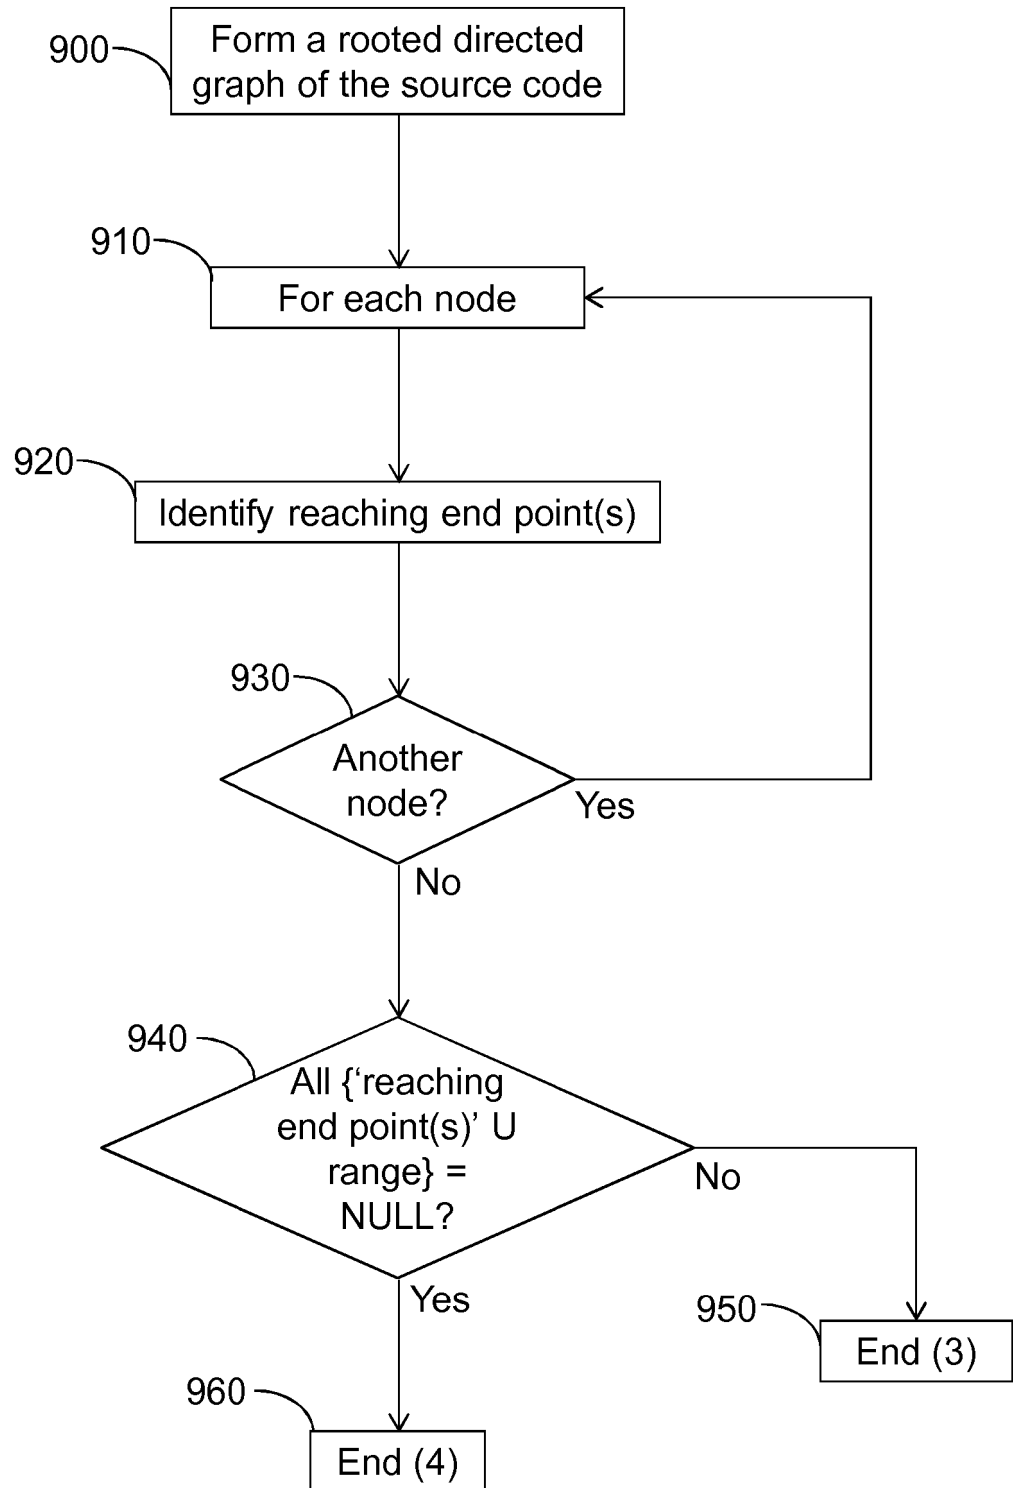 900
Form a rooted directed
graph of the source code
910
For each node
920
Identify reaching end point(s)
930
Another
node?
Yes
No
940
All {‘reaching
end point(s)’ U
range} =
NULL?
No
Yes
950
End (3)
960
End (4)